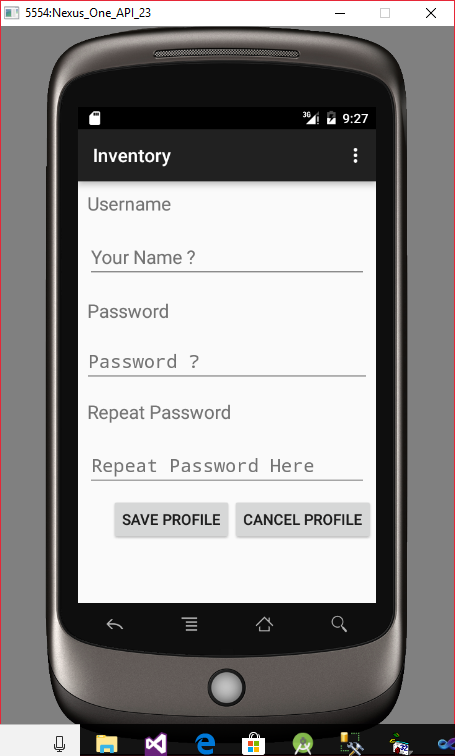 5554:Nexus_One_API_23
3G 9:27
Inventory
Username
Your Name ?
Password
Password ?
Repeat Password
Repeat Password Here
SAVE PROFILE CANCEL PROFILE